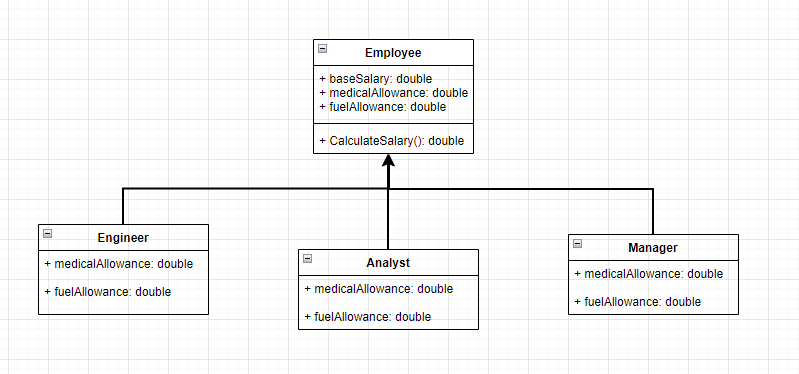 Employee
+ baseSalary: double
+ medicalAllowance: double
+ fuelAllowance: double
+ CalculateSalary(): double
Engineer
+ medicalAllowance: double
+ fuelAllowance: double
Analyst
+ medicalAllowance: double
+ fuelAllowance: double
Manager
+ medicalAllowance: double
+ fuelAllowance: double